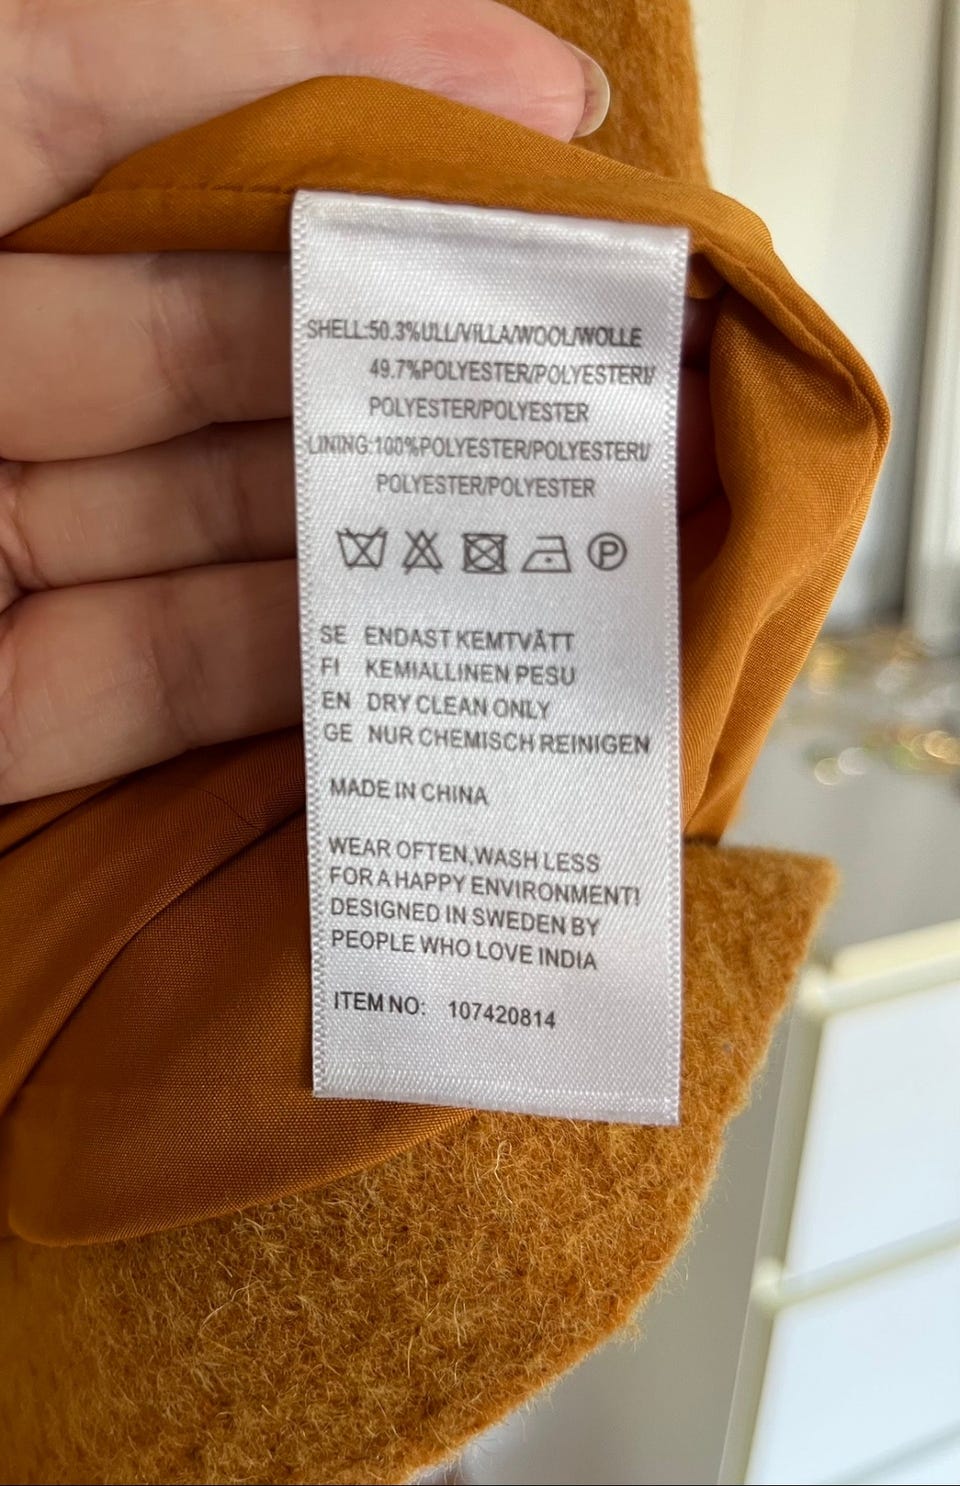 SHELL:50.3%ULL/VILLA/WOOL/WOLLE
49.7%POLYESTER/POLYESTERI/
POLYESTER/POLYESTER
LINING:100%POLYESTER/POLYESTERI/
POLYESTER/POLYESTER
P
SE ENDAST KEMTVÄTT
FI KEMIALLINEN PESU
EN DRY CLEAN ONLY
GE NUR CHEMISCH REINIGEN
MADE IN CHINA
WEAR OFTEN,WASH LESS
FOR A HAPPY ENVIRONMENT!
DESIGNED IN SWEDEN BY
PEOPLE WHO LOVE INDIA
ITEM NO: 107420814